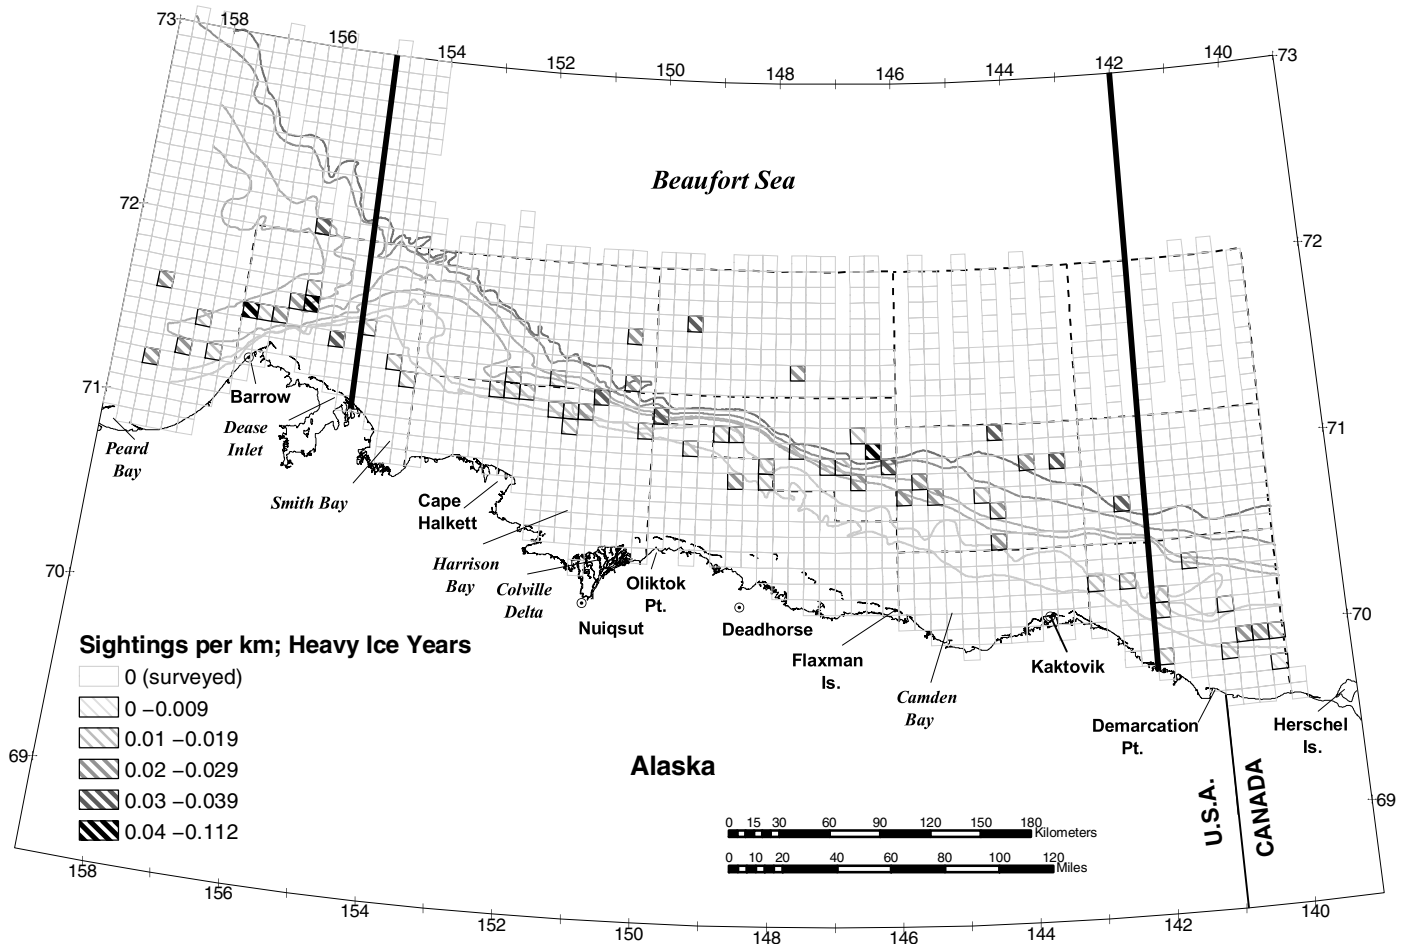 73
158
156
154
152
150
148
146
144
142
140
73
72
Beaufort Sea
72
71
Barrow
Dease
Inlet
Peard
Bay
71
Smith Bay
Cape
Halkett
Harrison
Bay
Colville
Delta
Oliktok
Pt.
Nuiqsut
Deadhorse
Flaxman
Is.
Camden
Bay
Kaktovik
Demarcation
Pt.
Herschel
Is.
70
70
Sightings per km; Heavy Ice Years
0 (surveyed)
0 −0.009
0.01 −0.019
0.02 −0.029
0.03 −0.039
0.04 −0.112
69
Alaska
U.S.A.
CANADA
69
0 15 30 60 90 120 150 180
Kilometers
0 10 20 40 60 80 100 120
Miles
158
156
154
152
150
148
146
144
142
140